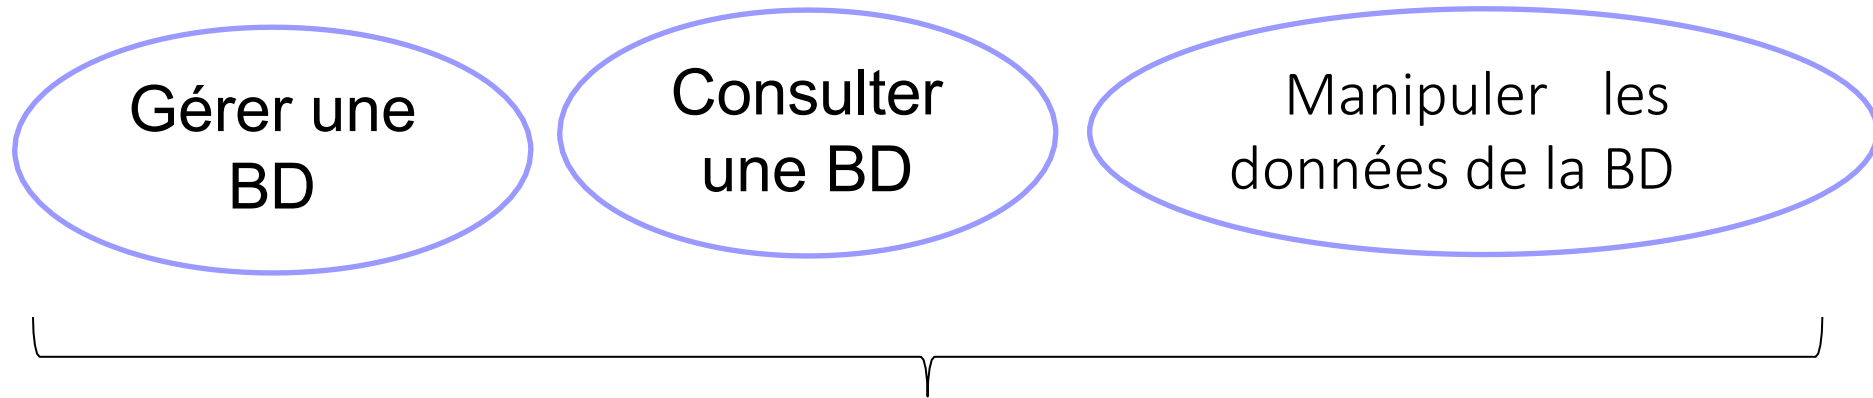 Gérer une
BD
Consulter
une BD
Manipuler les
données de la BD